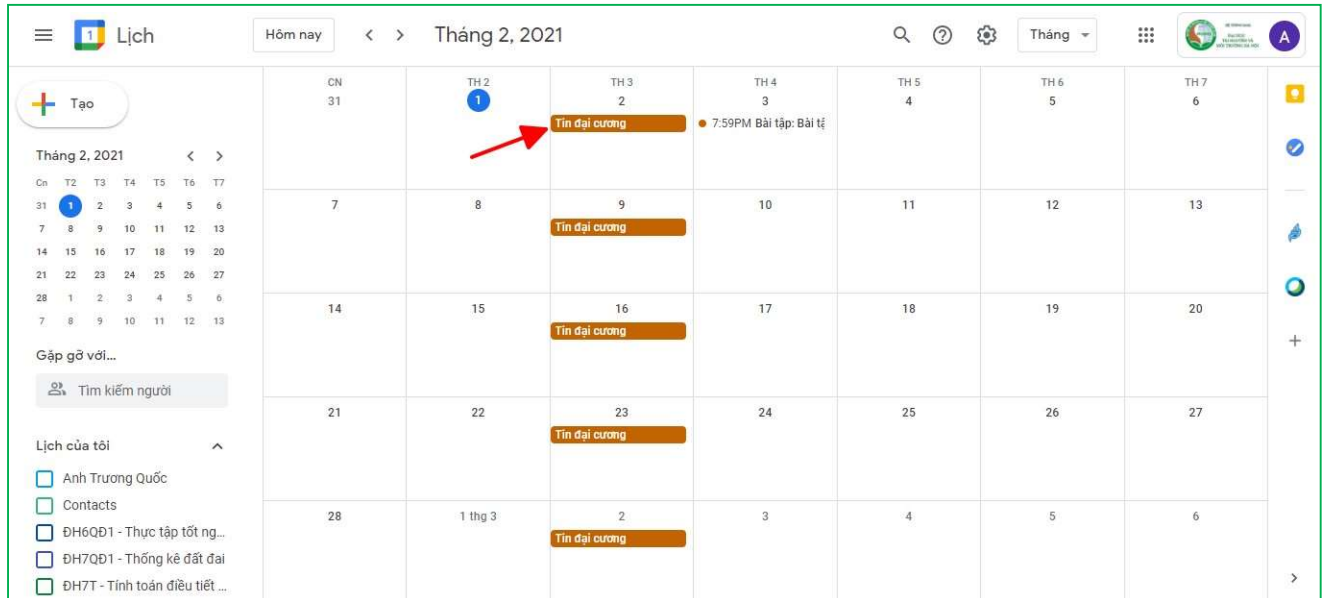 Lịch
Hôm nay
Tháng 2, 2021
Tháng
A
Tạo
Tháng 2, 2021
Cn T2 T3 T4 T5 T6 T7
31 1 2 3 4 5 6
7 8 9 10 11 12 13
14 15 16 17 18 19 20
21 22 23 24 25 26 27
28 1 2 3 4 5 6
7 8 9 10 11 12 13
Gặp gỡ với...
Tìm kiếm người
Lịch của tôi
Anh Trương Quốc
Contacts
ĐH6QĐ1 - Thực tập tốt ng...
ĐH7QĐ1 - Thống kê đất đai
ĐH7T - Tính toán điều tiết ...
CN TH 2 TH 3 TH 4 TH 5 TH 6 TH 7
31 1 2 3 4 5 6
Tin đại cương
7:59PM Bài tập: Bài tậ
7 8 9 10 11 12 13
Tin đại cương
14 15 16 17 18 19 20
Tin đại cương
21 22 23 24 25 26 27
Tin đại cương
28 1 thg 3 2 3 4 5 6
Tin đại cương